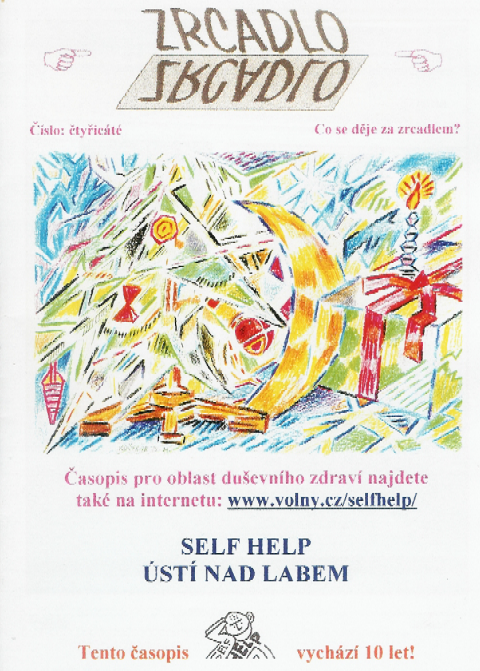 ZRCADLO
ZRCADLO
Číslo: čtyřicáté
Co se děje za zrcadlem?
Časopis pro oblast duševního zdraví najdete
také na internetu: www.volny.cz/selfhelp/
SELF HELP
ÚSTÍ NAD LABEM
Tento časopis
HELP
vychází 10 let!